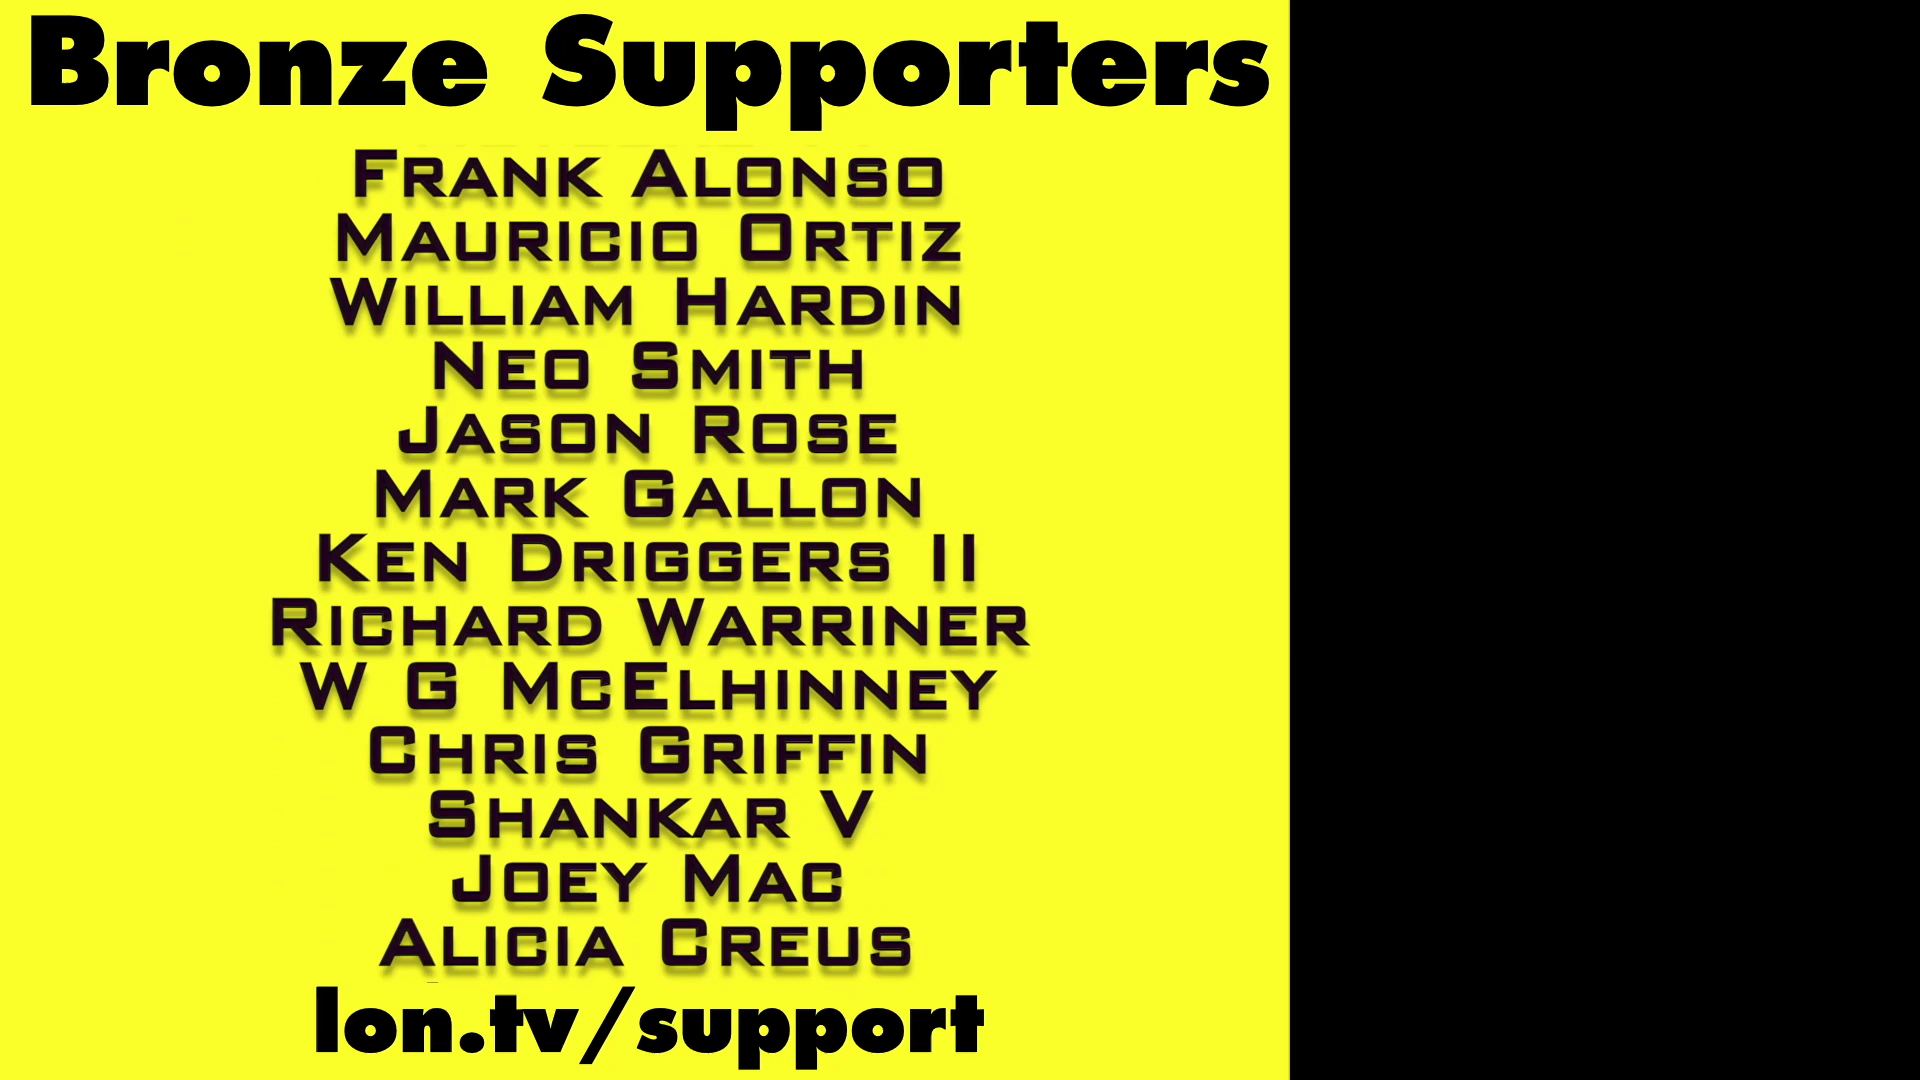 Bronze Supporters
Frank Alonso
Mauricio Ortiz
William Hardin
Neo Smith
Jason Rose
Mark Gallon
Ken Driggers II
Richard Warriner
W G McElhinney
Chris Griffin
Shankar V
Joey Mac
Alicia Creus
lon.tv/support